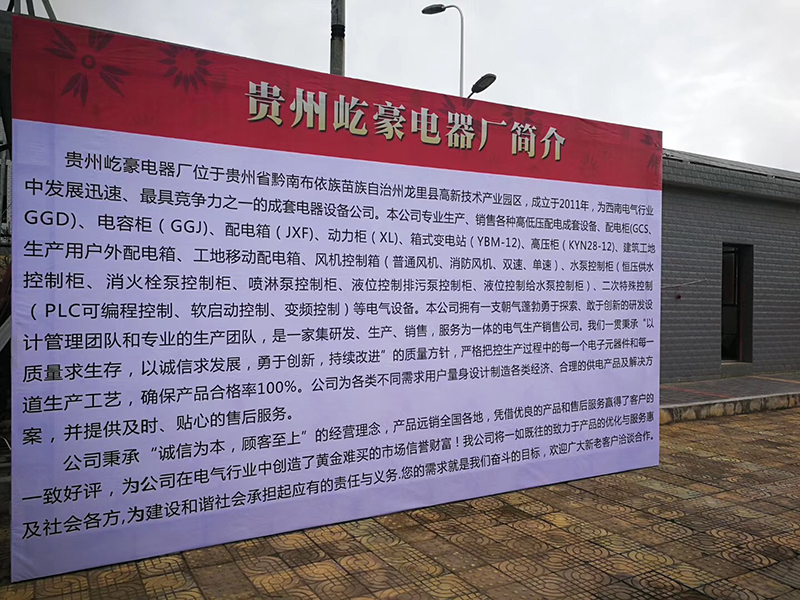 贵州屹豪电器厂简介
贵州屹豪电器厂位于贵州省黔南布依族苗族自治州龙里县高新技术产业园区，成立于2011年，为西南电气行业
中发展迅速、最具竞争力之一的成套电器设备公司。本公司专业生产、销售各种高低压配电成套设备、配电柜(GCS、
GGD)、电容柜（GGJ)、配电箱（JXF)、动力柜（XL)、箱式变电站（YBM-12)、高压柜（KYN28-12)、建筑工地
生产用户外配电箱、工地移动配电箱、风机控制箱（普通风机、消防风机、双速、单速）、水泵控制柜（恒压供水
控制柜、消火栓泵控制柜、喷淋泵控制柜、液位控制排污泵控制柜、液位控制给水泵控制柜）、二次特殊控制
（PLC可编程控制、软启动控制、变频控制）等电气设备。本公司拥有一支朝气蓬勃勇于探索、敢于创新的研发设
计管理团队和专业的生产团队，是一家集研发、生产、销售，服务为一体的电气生产销售公司。我们一贯秉承“以
质量求生存，以诚信求发展，勇于创新，持续改进”的质量方针，严格把控生产过程中的每一个电子元器件和每一
道生产工艺，确保产品合格率100%。公司为各类不同需求用户量身设计制造各类经济、合理的供电产品及解决方
案，并提供及时、贴心的售后服务。
公司秉承“诚信为本，顾客至上”的经营理念，产品远销全国各地，凭借优良的产品和售后服务赢得了客户的
一致好评，为公司在电气行业中创造了黄金难买的市场信誉财富！我公司将一如既往的致力于产品的优化与服务惠
及社会各方,为建设和谐社会承担起应有的责任与义务.您的需求就是我们奋斗的目标，欢迎广大新老客户洽谈合作。